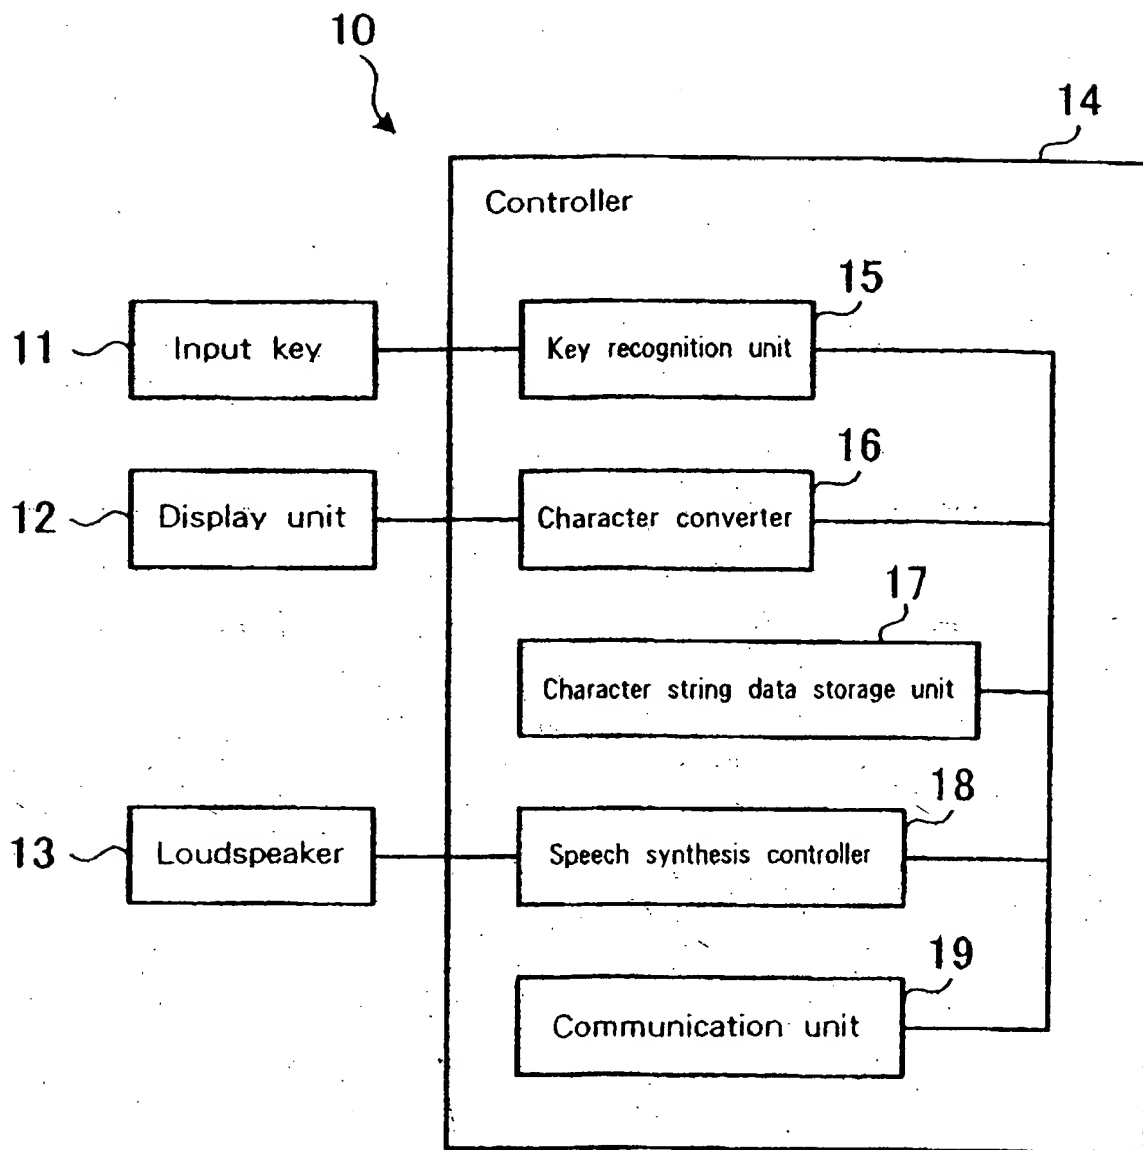 10
14
Controller
15
11 Input key Key recognition unit
16
12 Display unit Character converter
17
Character string data storage unit
18
13 Loudspeaker Speech synthesis controller
19
Communication unit